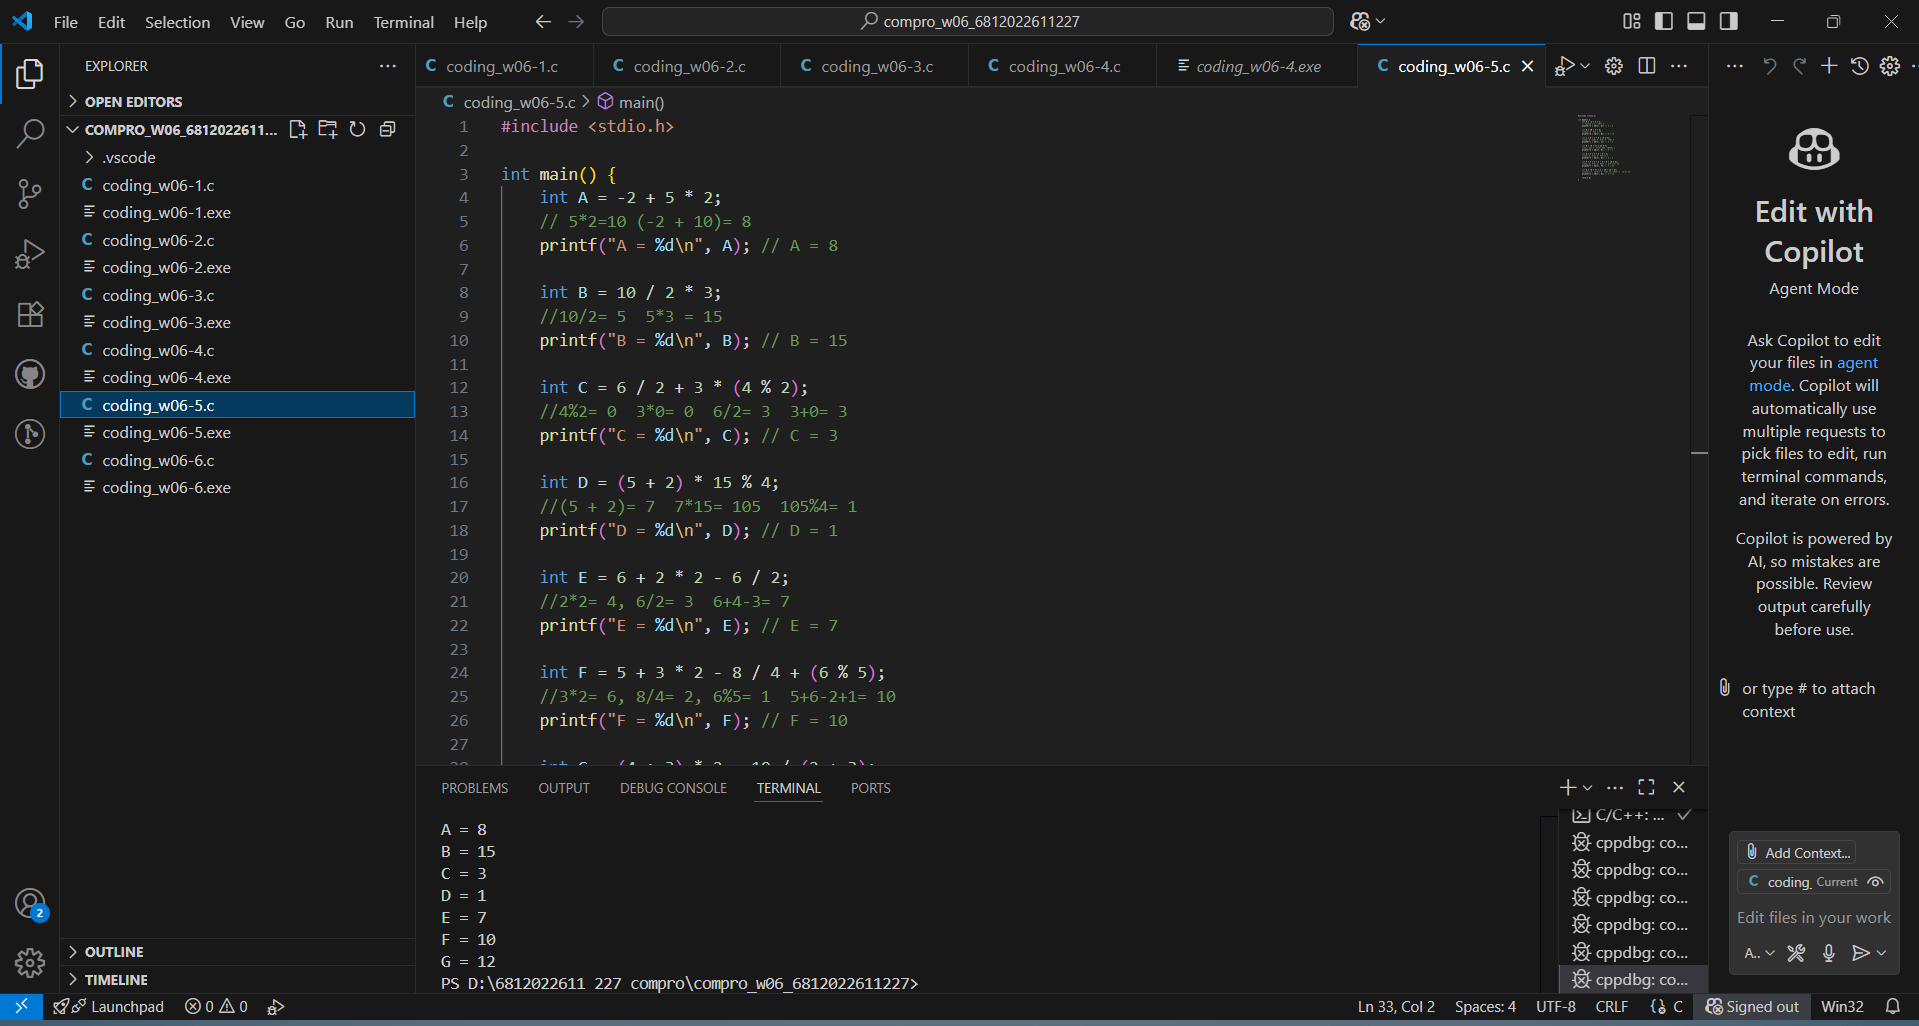 File Edit Selection View Go Run Terminal Help
compro_w06_6812022611227
EXPLORER
OPEN EDITORS
COMPRO_W06_6812022611...
.vscode
C coding_w06-1.c
coding_w06-1.exe
C coding_w06-2.c
coding_w06-2.exe
C coding_w06-3.c
coding_w06-3.exe
C coding_w06-4.c
coding_w06-4.exe
C coding_w06-5.c
coding_w06-5.exe
C coding_w06-6.c
coding_w06-6.exe
OUTLINE
TIMELINE
2
C coding_w06-1.c C coding_w06-2.c C coding_w06-3.c C coding_w06-4.c coding_w06-4.exe C coding_w06-5.c
C coding_w06-5.c > main()
1 #include <stdio.h>
2
3 int main() {
4 int A = -2 + 5 * 2;
5 // 5*2=10 (-2 + 10)= 8
6 printf("A = %d\n", A); // A = 8
7
8 int B = 10 / 2 * 3;
9 //10/2= 5 5*3 = 15
10 printf("B = %d\n", B); // B = 15
11
12 int C = 6 / 2 + 3 * (4 % 2);
13 //4%2= 0 3*0= 0 6/2= 3 3+0= 3
14 printf("C = %d\n", C); // C = 3
15
16 int D = (5 + 2) * 15 % 4;
17 //(5 + 2)= 7 7*15= 105 105%4= 1
18 printf("D = %d\n", D); // D = 1
19
20 int E = 6 + 2 * 2 - 6 / 2;
21 //2*2= 4, 6/2= 3 6+4-3= 7
22 printf("E = %d\n", E); // E = 7
23
24 int F = 5 + 3 * 2 - 8 / 4 + (6 % 5);
25 //3*2= 6, 8/4= 2, 6%5= 1 5+6-2+1= 10
26 printf("F = %d\n", F); // F = 10
27
PROBLEMS OUTPUT DEBUG CONSOLE TERMINAL PORTS
A = 8
B = 15
C = 3
D = 1
E = 7
F = 10
G = 12
PS D:\6812022611 227 compro\compro_w06_6812022611227>
C/C++: ...
cppdbg: co...
cppdbg: co...
cppdbg: co...
cppdbg: co...
cppdbg: co...
cppdbg: co...
Edit with
Copilot
Agent Mode
Ask Copilot to edit
your files in agent
mode. Copilot will
automatically use
multiple requests to
pick files to edit, run
terminal commands,
and iterate on errors.
Copilot is powered by
AI, so mistakes are
possible. Review
output carefully
before use.
or type # to attach
context
Add Context...
C coding_ Current
Edit files in your work
A..
Launchpad 0 0 Ln 33, Col 2 Spaces: 4 UTF-8 CRLF {} C Signed out Win32